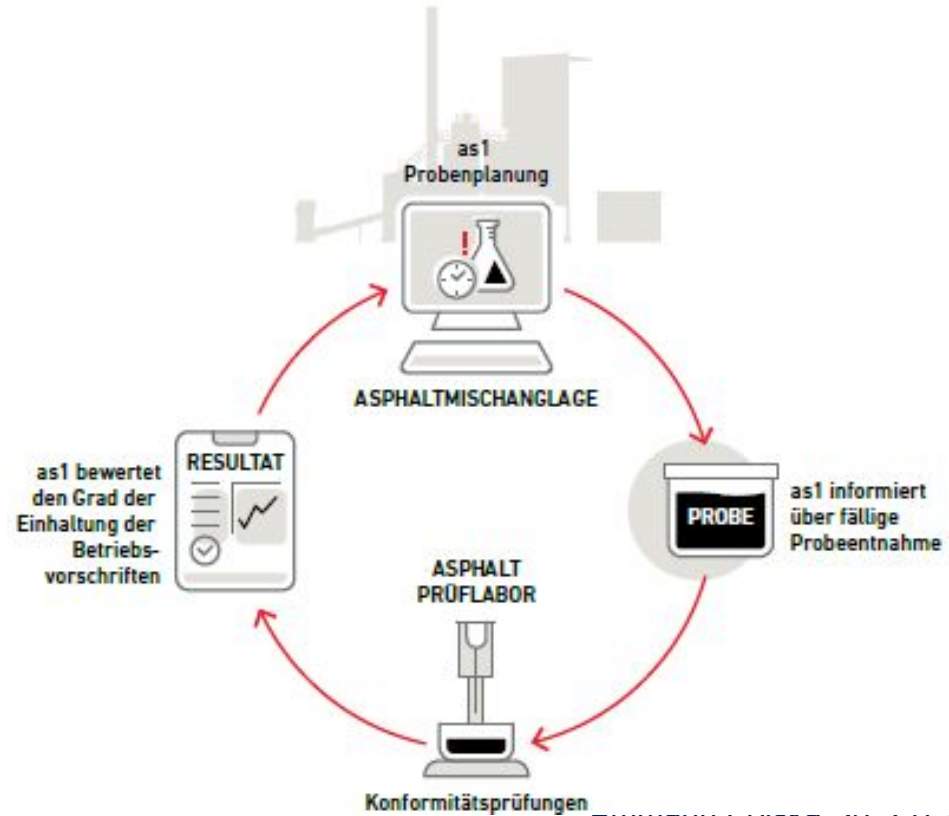 as1
Probenplanung
ASPHALTMISCHANGLAGE
as1 informiert
über fällige
Probeentnahme
PROBE
ASPHALT
PRÜFLABOR
Konformitätsprüfungen
as1 bewertet
den Grad der
Einhaltung der
Betriebs-
vorschriften
RESULTAT